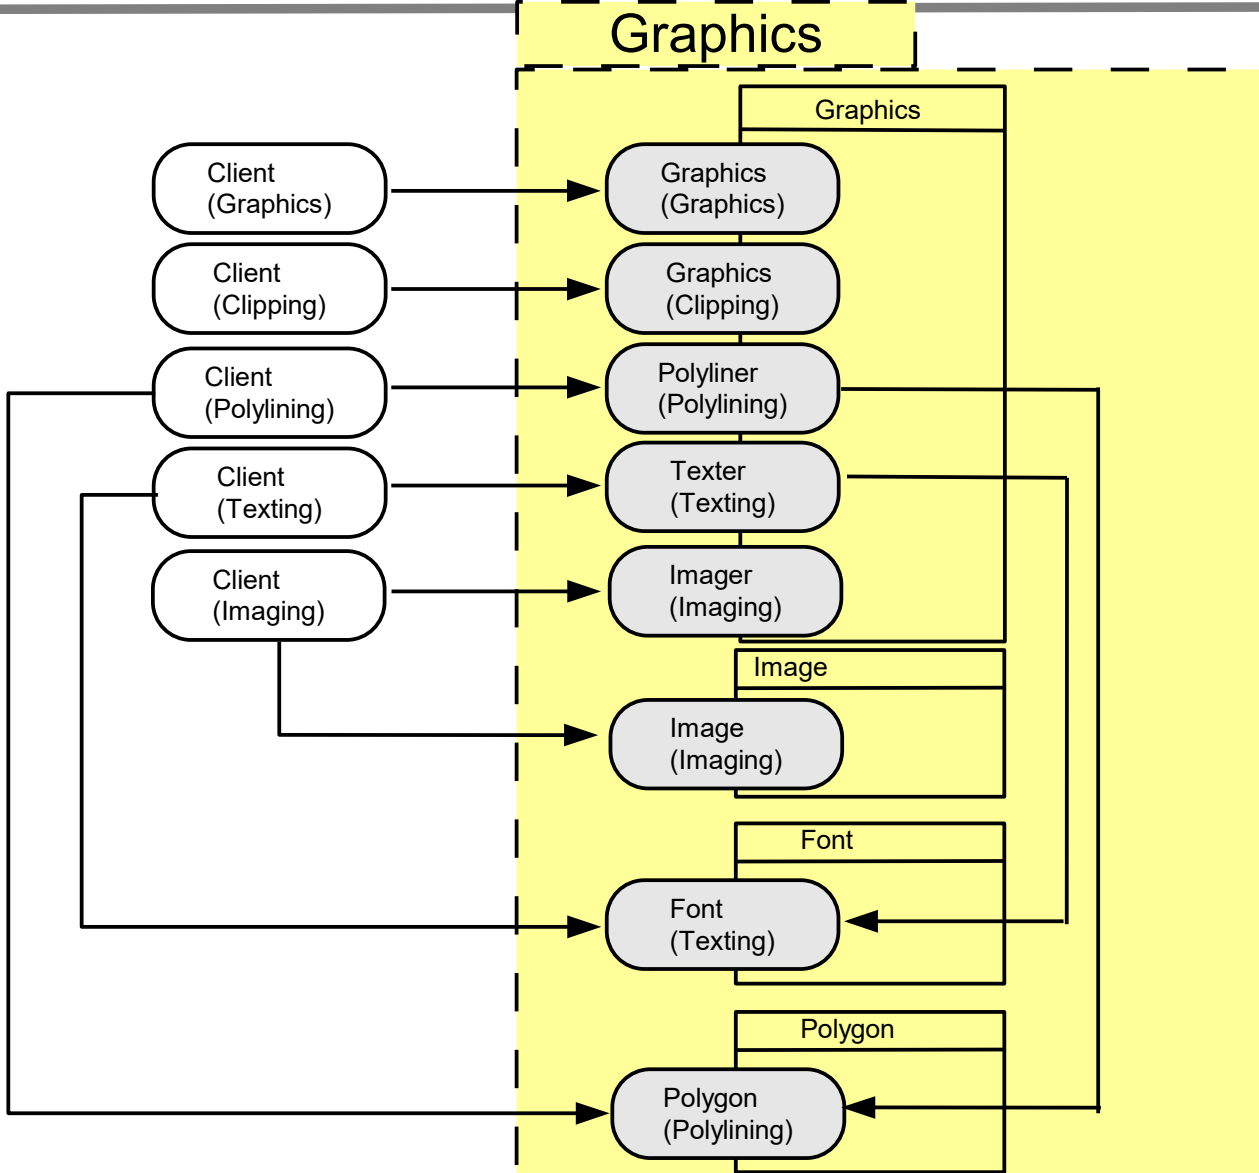 Graphics
Graphics
Client
(Graphics)
Graphics
(Graphics)
Client
(Clipping)
Graphics
(Clipping)
Client
(Polylining)
Polyliner
(Polylining)
Client
(Texting)
Texter
(Texting)
Client
(Imaging)
Imager
(Imaging)
Image
Image
(Imaging)
Font
Font
(Texting)
Polygon
Polygon
(Polylining)